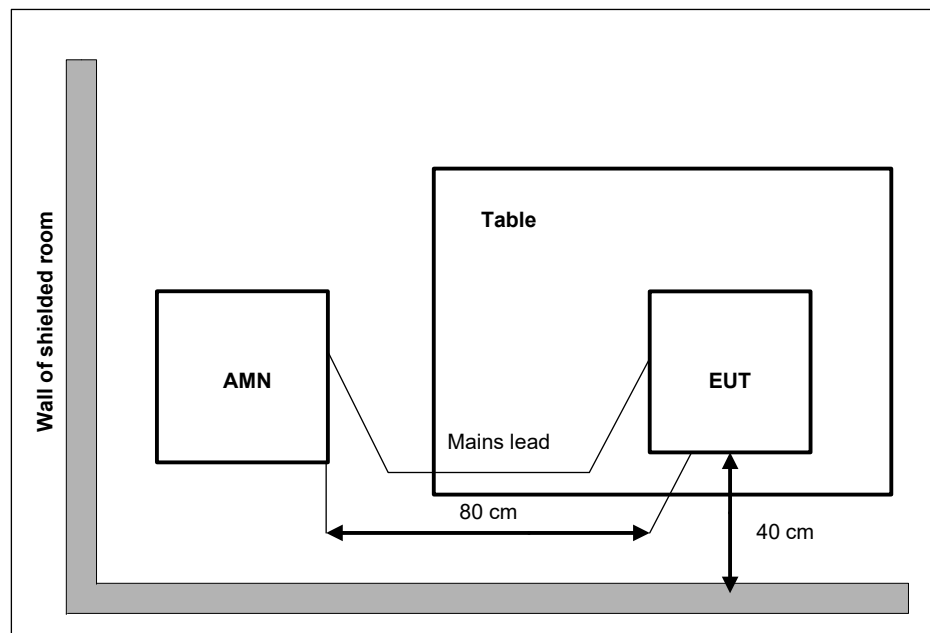 Wall of shielded room
Table
AMN
EUT
Mains lead
80 cm
40 cm